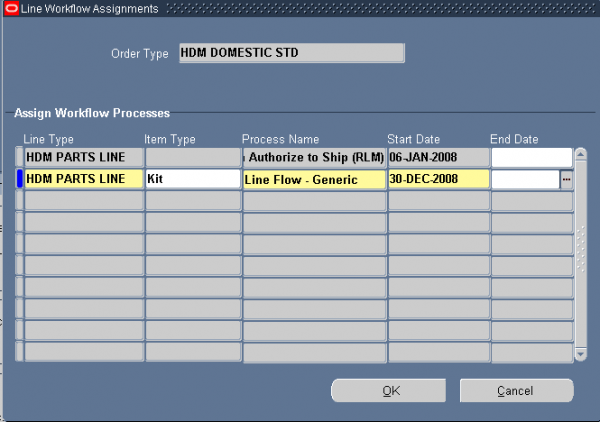 Line Workflow Assignments
Order Type HDM DOMESTIC STD
Assign Workflow Processes
Line Type Item Type Process Name Start Date End Date
HDM PARTS LINE Authorize to Ship (RLM) 06-JAN-2008
HDM PARTS LINE Kit Line Flow - Generic 30-DEC-2008 ...
OK Cancel